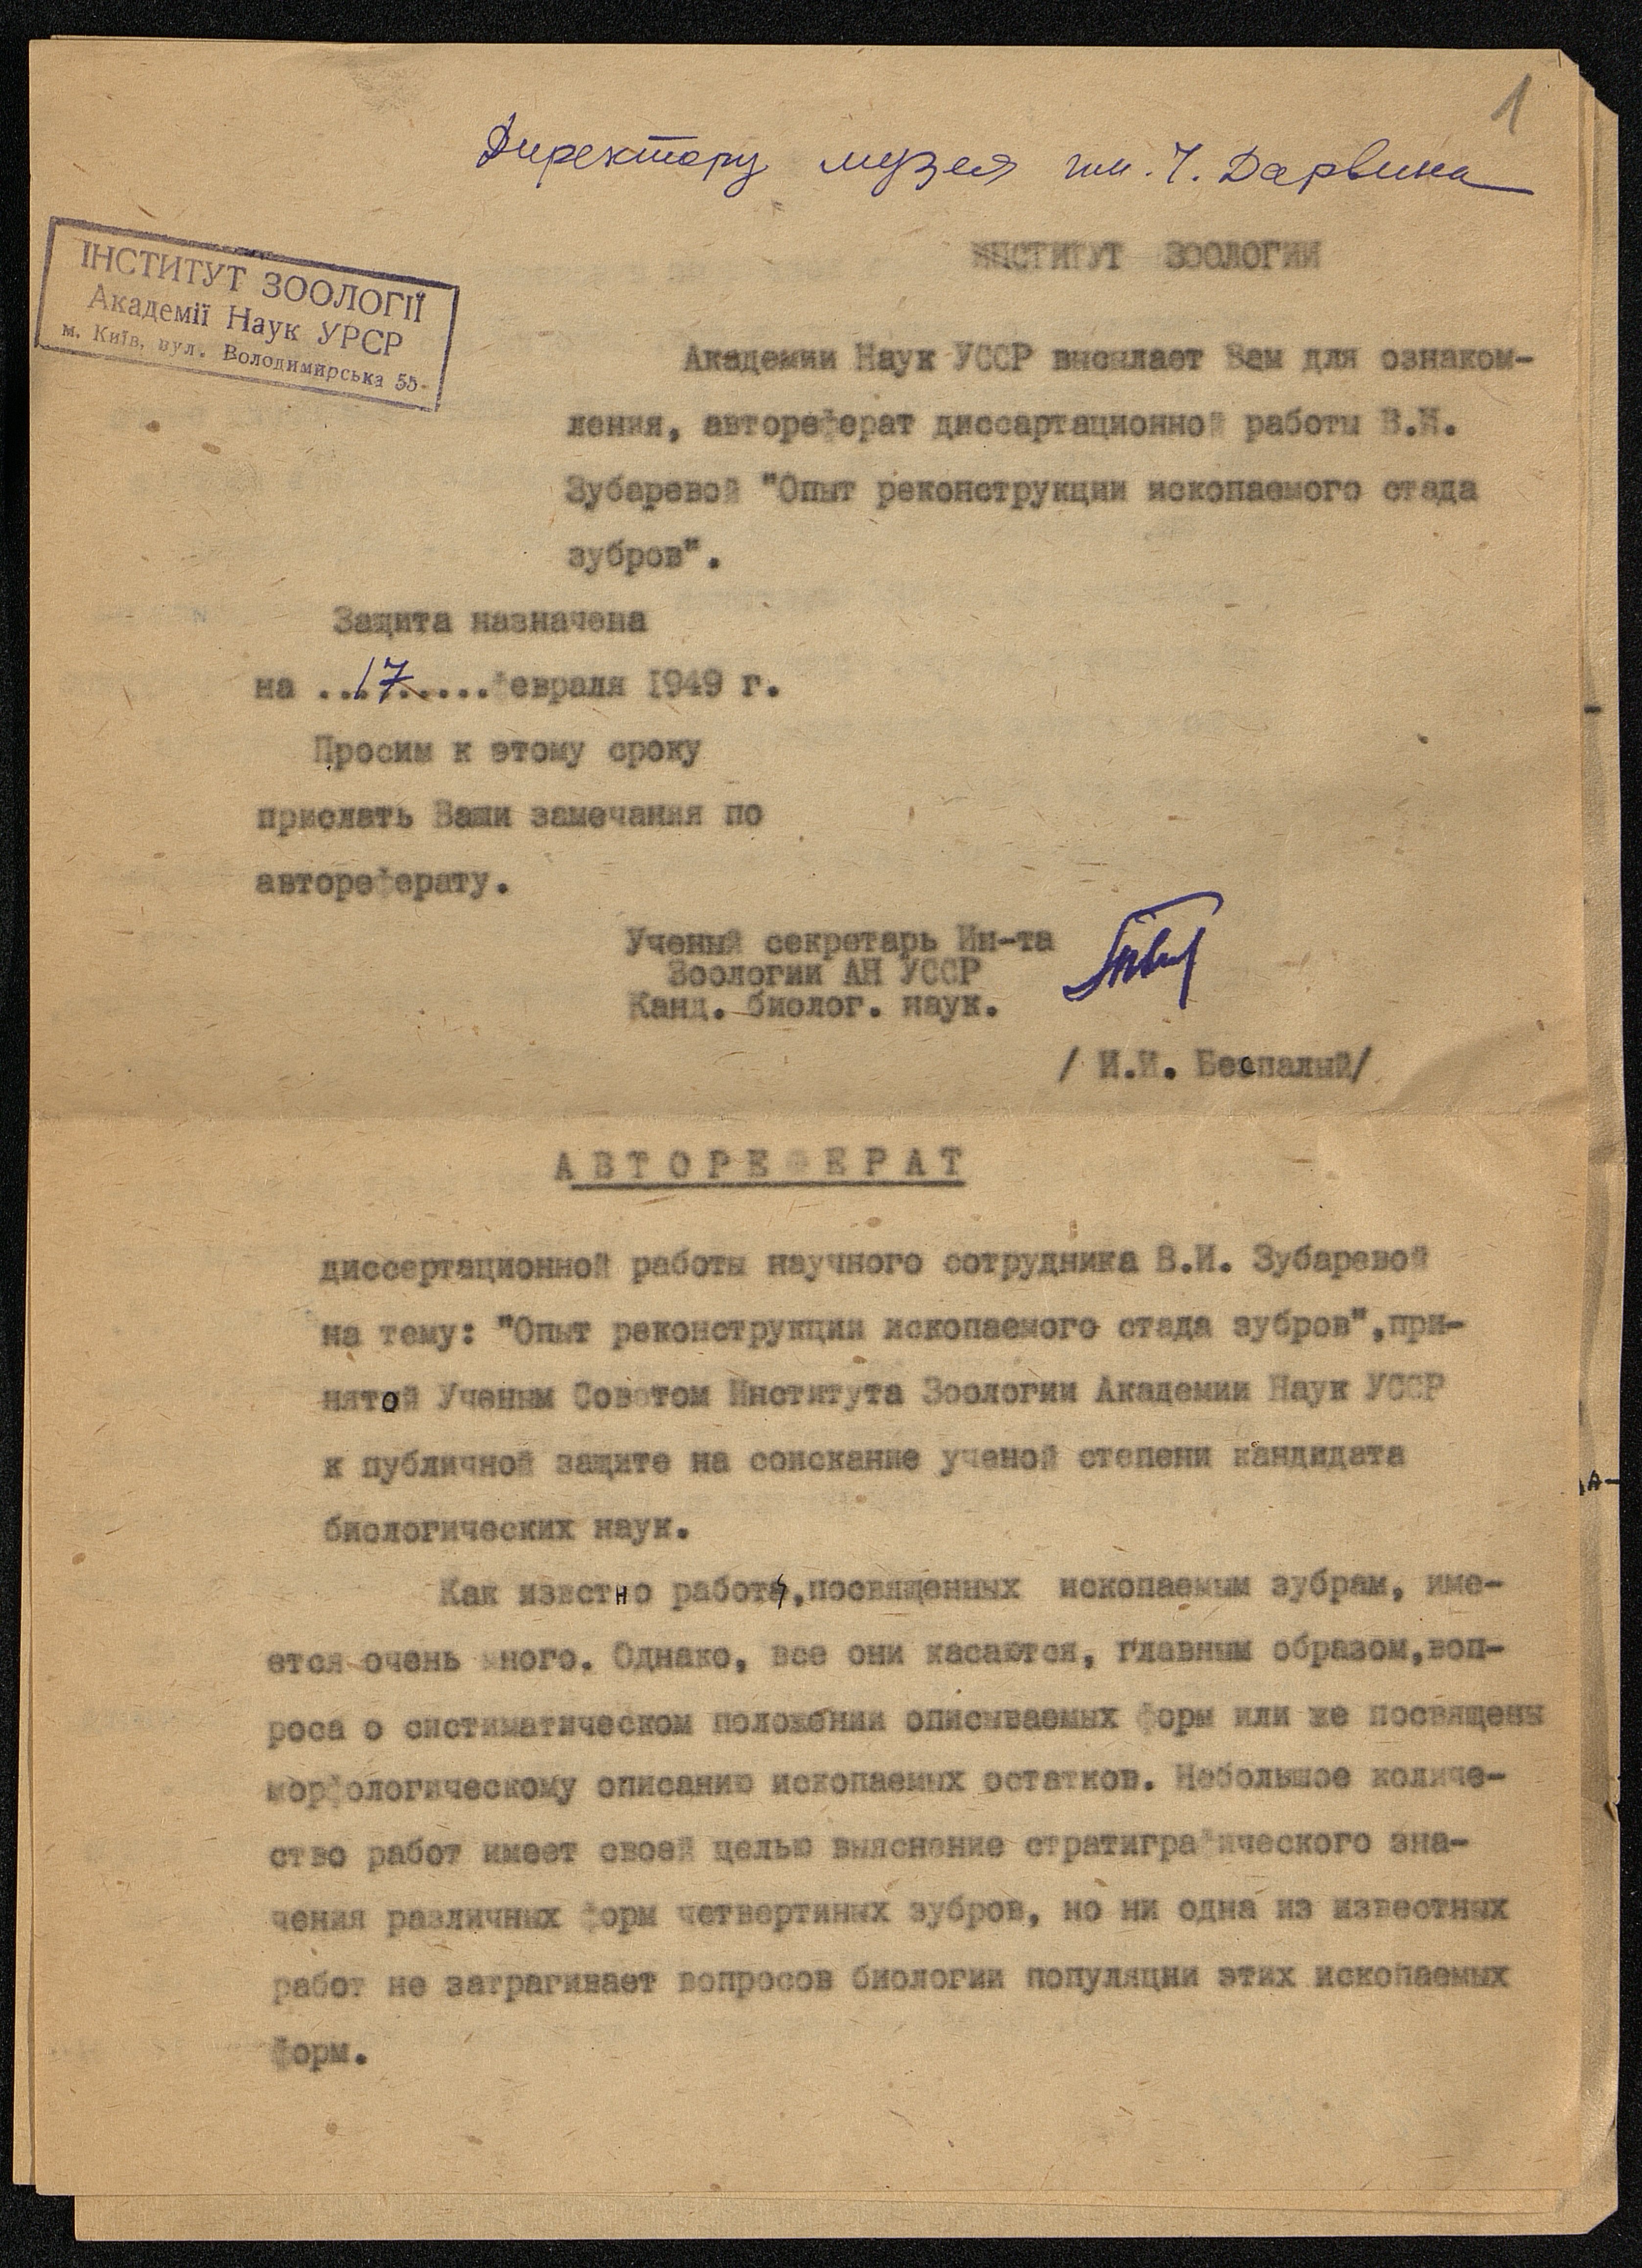 1
Директору музея им. Ч. Дарвина
ІНСТИТУТ ЗООЛОГІЇ
Академії Наук УРСР
м. Київ, вул. Володимирська 55
ИНСТИТУТ ЗООЛОГИИ
Академии Наук УССР высылает Вам для ознаком-
ления, автореферат диссартационной работы В.И.
Зубаревой "Опыт реконструкции ископаемого стада
зубров".
Защита назначена
на ..17.....февраля 1949 г.
Просим к этому сроку
прислать Ваши замечания по
автореферату.
Ученый секретарь Ин-та
Зоологии АН УССР
Канд. биолог. наук.
/ И.И. Беспалый/
АВТОРЕФЕРАТ
диссертационной работы научного сотрудника В.И. Зубаревой
на тему: "Опыт реконструкции ископаемого стада зубров",при-
нятой Ученым Советом Института Зоологии Академии Наук УССР
к публичной защите на соискание ученой степени кандидата
биологических наук.
Как известно работ,посвященных ископаемым зубрам, име-
ется очень много. Однако, все они касаются, главным образом,воп-
роса о систиматическом положении описываемых форм или же посвящены
морфологическому описанию ископаемых остатков. Небольшое количе-
ство работ имеет своей целью выяснение стратиграфического зна-
чения различных форм четвертиных зубров, но ни одна из известных
работ не затрагивает вопросов биологии популяции этих ископаемых
форм.